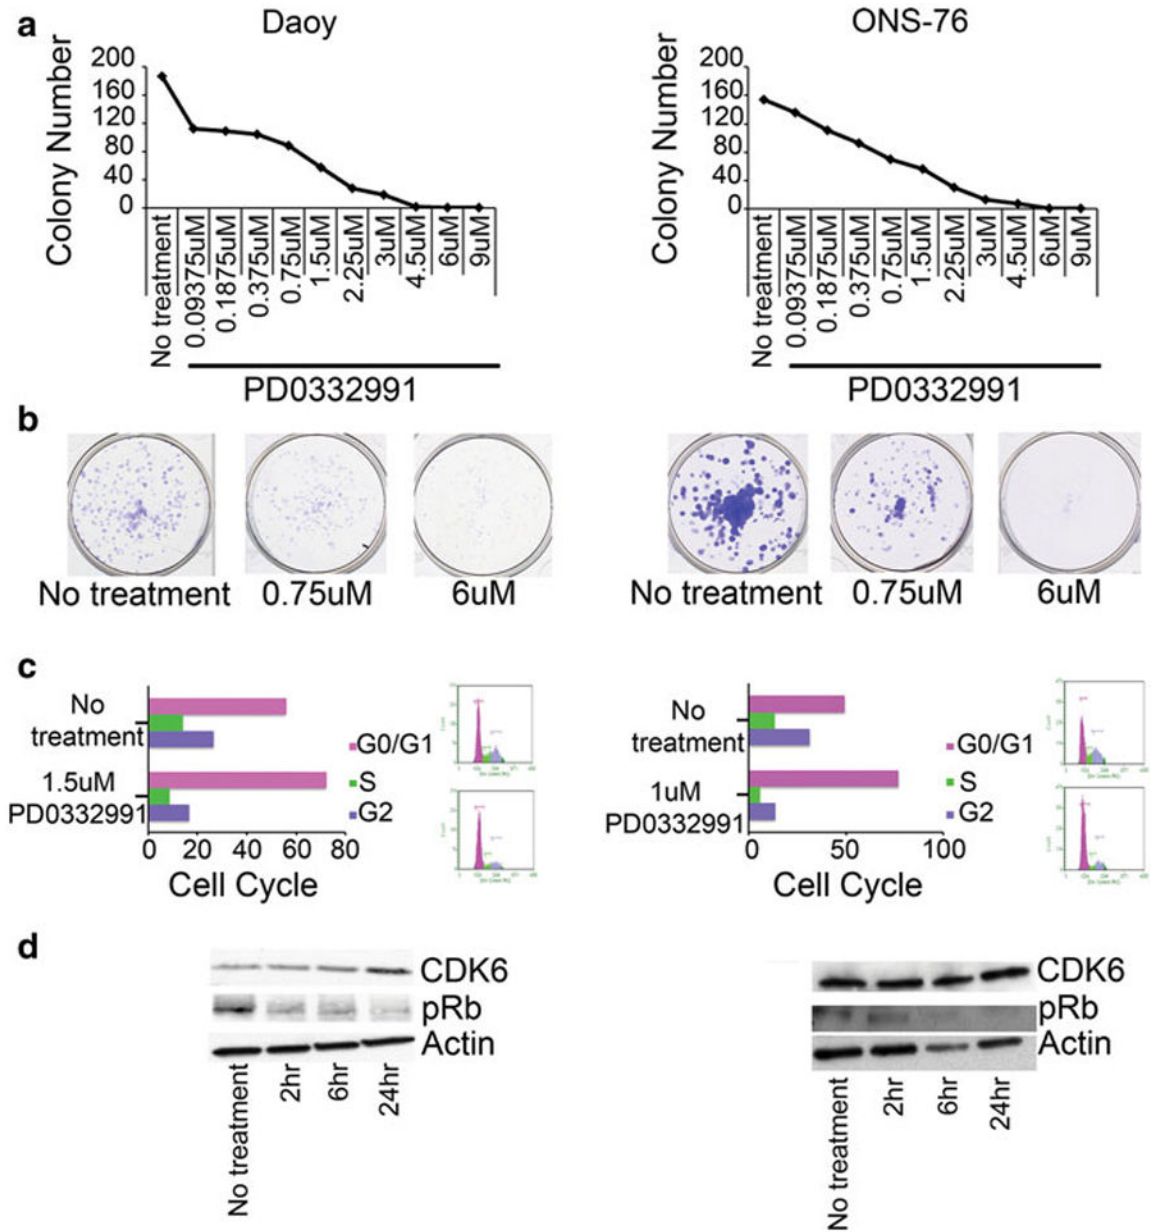 a
Daoy
ONS-76
Colony Number
200
160
120
80
40
0
No treatment
0.09375uM
0.1875uM
0.375uM
0.75uM
1.5uM
2.25uM
3uM
4.5uM
6uM
9uM
PD0332991
Colony Number
200
160
120
80
40
0
No treatment
0.09375uM
0.1875uM
0.375uM
0.75uM
1.5uM
2.25uM
3uM
4.5uM
6uM
9uM
PD0332991
b
No treatment 0.75uM 6uM
No treatment 0.75uM 6uM
c
No
treatment
1.5uM
PD0332991
G0/G1
S
G2
0 20 40 60 80
Cell Cycle
No
treatment
1uM
PD0332991
G0/G1
S
G2
0 50 100
Cell Cycle
d
CDK6
pRb
Actin
No treatment
2hr
6hr
24hr
CDK6
pRb
Actin
No treatment
2hr
6hr
24hr